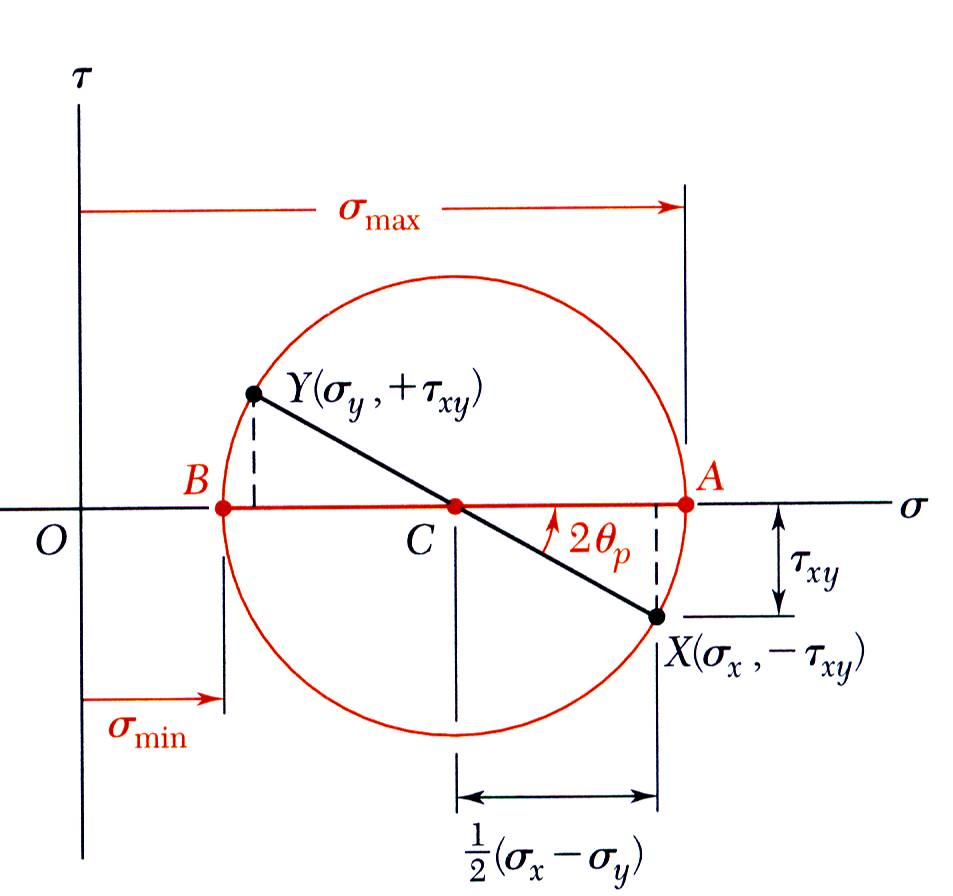 τ
σmax
Y(σy, +τxy)
B
A
σ
O
C
2θp
τxy
X(σx, −τxy)
σmin
½(σx − σy)